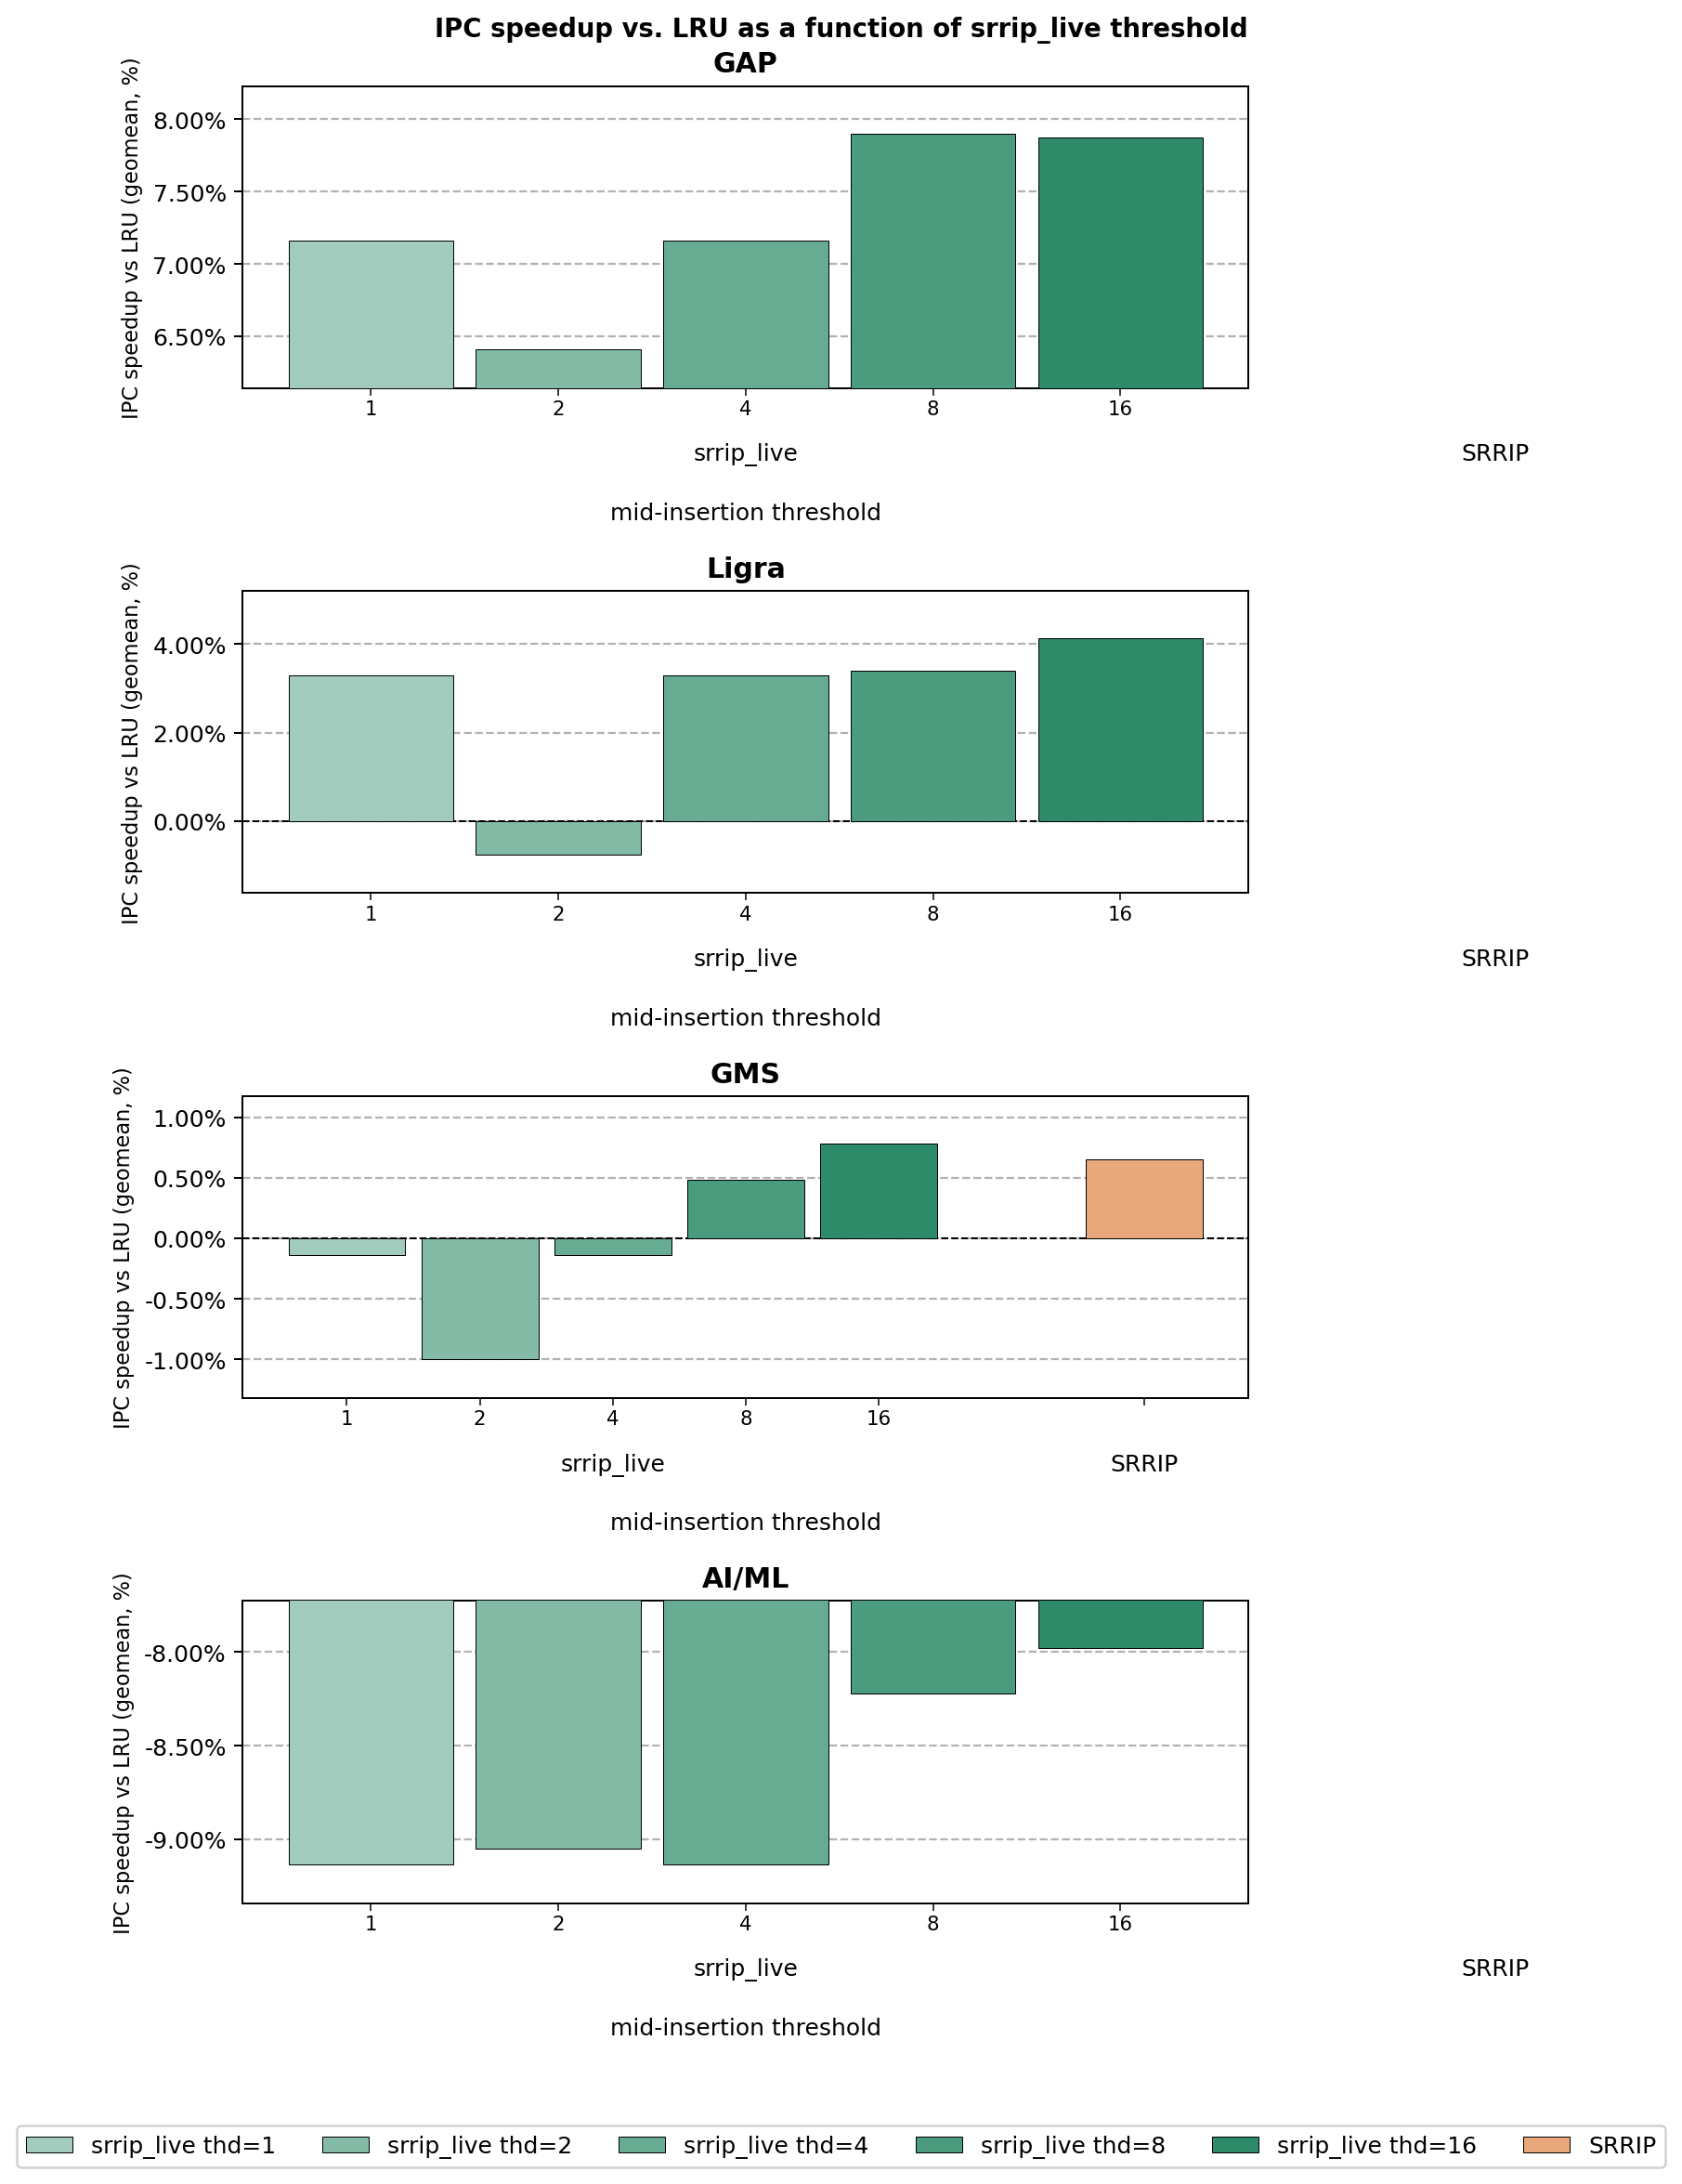 IPC speedup vs. LRU as a function of srrip_live threshold
GAP
IPC speedup vs LRU (geomean, %)
8.00%
7.50%
7.00%
6.50%
1 2 4 8 16
srrip_live SRRIP
mid-insertion threshold
Ligra
IPC speedup vs LRU (geomean, %)
4.00%
2.00%
0.00%
1 2 4 8 16
srrip_live SRRIP
mid-insertion threshold
GMS
IPC speedup vs LRU (geomean, %)
1.00%
0.50%
0.00%
-0.50%
-1.00%
1 2 4 8 16
srrip_live SRRIP
mid-insertion threshold
AI/ML
IPC speedup vs LRU (geomean, %)
-8.00%
-8.50%
-9.00%
1 2 4 8 16
srrip_live SRRIP
mid-insertion threshold
srrip_live thd=1 srrip_live thd=2 srrip_live thd=4 srrip_live thd=8 srrip_live thd=16 SRRIP